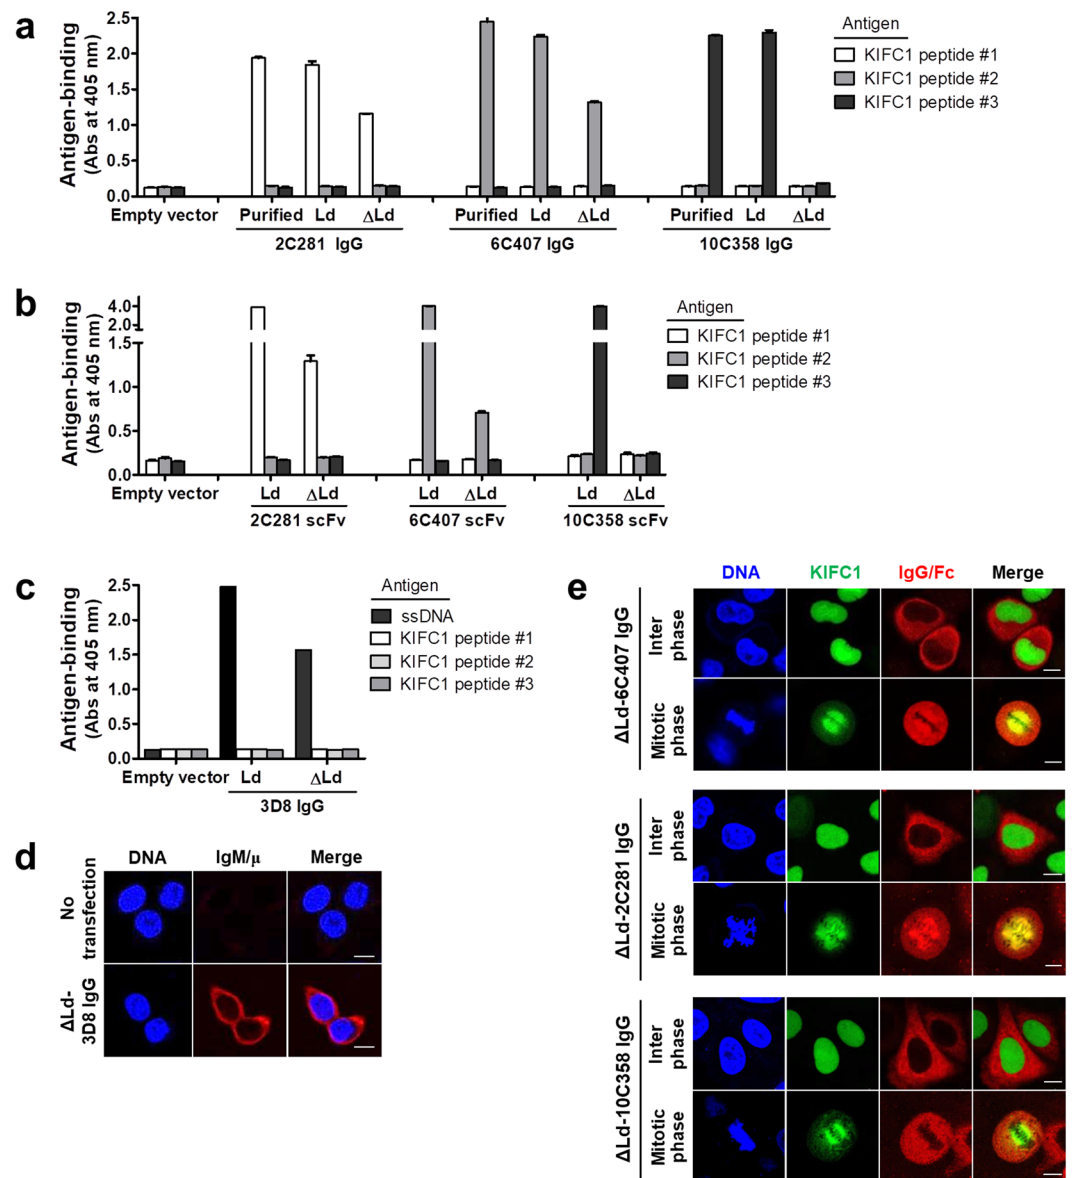 a
Antigen-binding
(Abs at 405 nm)
2.5
2.0
1.5
1.0
0.5
0.0
Empty vector
Purified Ld ΔLd
2C281 IgG
Purified Ld ΔLd
6C407 IgG
Purified Ld ΔLd
10C358 IgG
Antigen
KIFC1 peptide #1
KIFC1 peptide #2
KIFC1 peptide #3
b
Antigen-binding
(Abs at 405 nm)
4.0
2.0
1.5
1.0
0.5
0.0
Empty vector
Ld ΔLd
2C281 scFv
Ld ΔLd
6C407 scFv
Ld ΔLd
10C358 scFv
Antigen
KIFC1 peptide #1
KIFC1 peptide #2
KIFC1 peptide #3
c
Antigen-binding
(Abs at 405 nm)
2.5
2.0
1.5
1.0
0.5
0.0
Empty vector
Ld ΔLd
3D8 IgG
Antigen
ssDNA
KIFC1 peptide #1
KIFC1 peptide #2
KIFC1 peptide #3
d
DNA IgM/μ Merge
No
transfection
ΔLd-
3D8 IgG
e
DNA KIFC1 IgG/Fc Merge
ΔLd-6C407 IgG
Inter
phase
Mitotic
phase
ΔLd-2C281 IgG
Inter
phase
Mitotic
phase
ΔLd-10C358 IgG
Inter
phase
Mitotic
phase